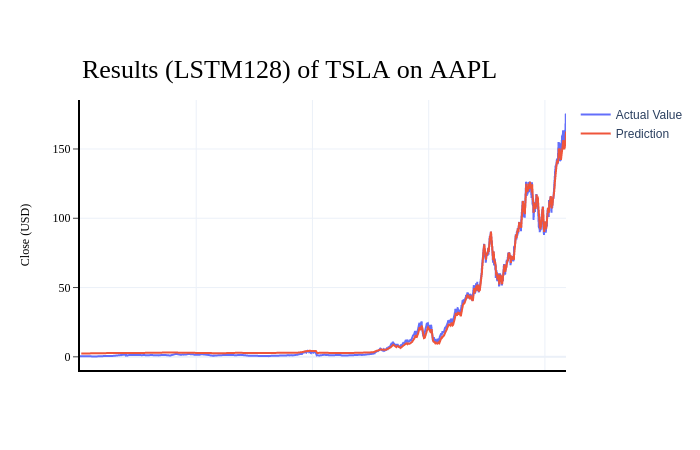 Results (LSTM128) of TSLA on AAPL
Actual Value
Prediction
150
100
50
0
Close (USD)